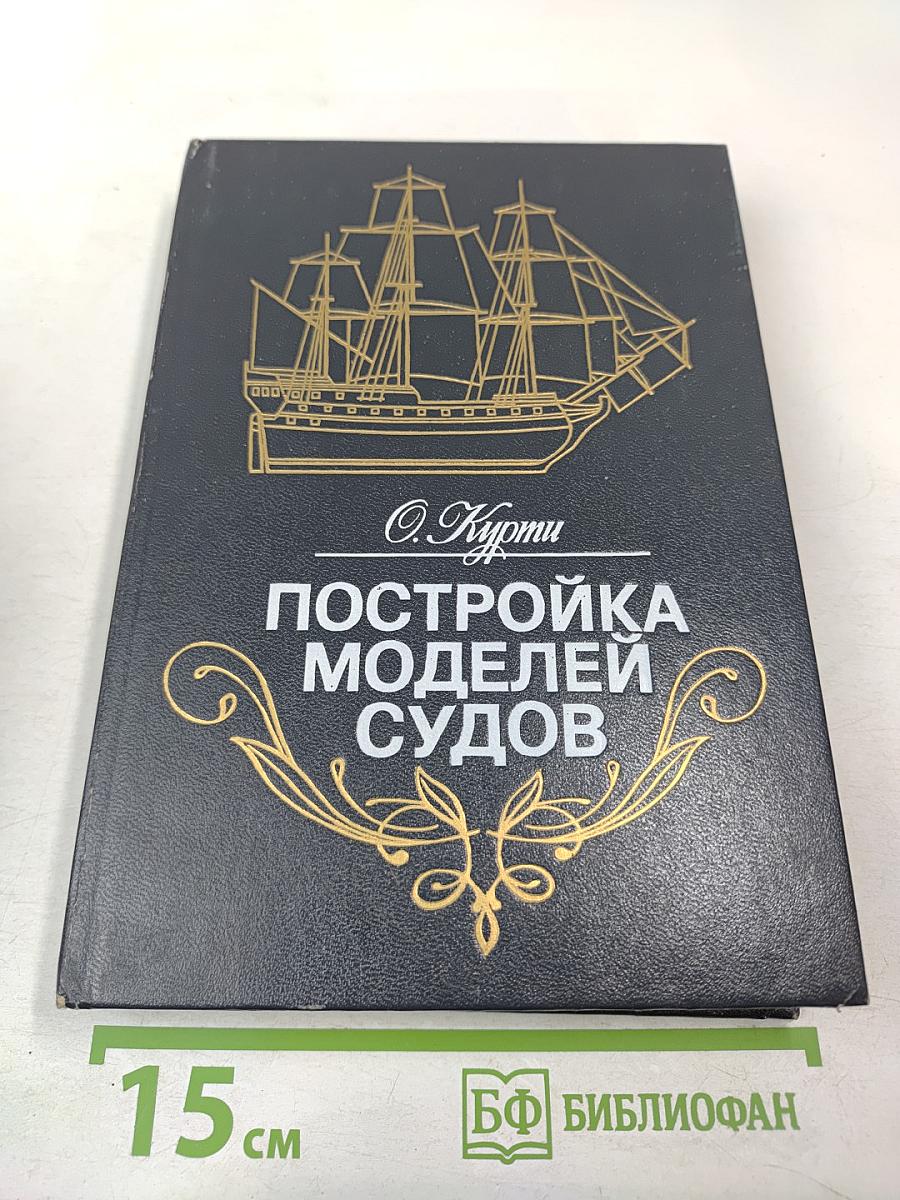 О. Курти
ПОСТРОЙКА
МОДЕЛЕЙ
СУДОВ
15 см
БФ БИБЛИОФАН